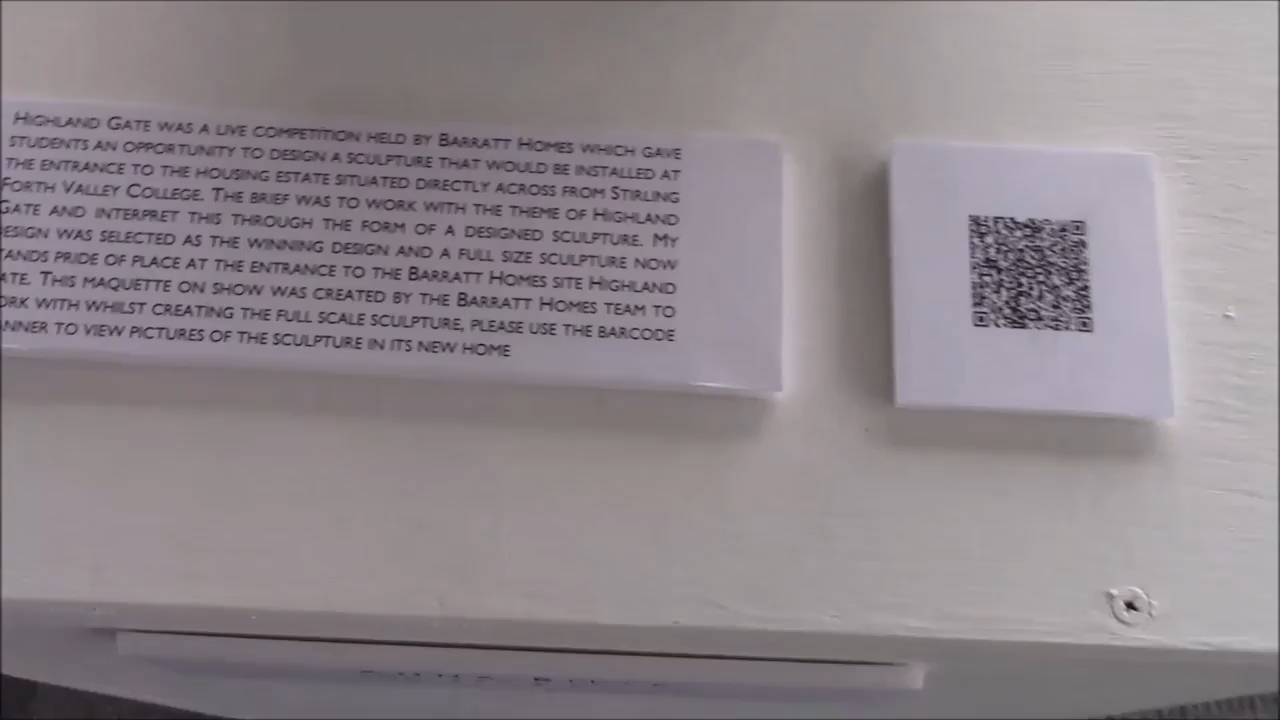 HIGHLAND GATE WAS A LIVE COMPETITION HELD BY BARRATT HOMES WHICH GAVE
STUDENTS AN OPPORTUNITY TO DESIGN A SCULPTURE THAT WOULD BE INSTALLED AT
THE ENTRANCE TO THE HOUSING ESTATE SITUATED DIRECTLY ACROSS FROM STIRLING
FORTH VALLEY COLLEGE. THE BRIEF WAS TO WORK WITH THE THEME OF HIGHLAND
GATE AND INTERPRET THIS THROUGH THE FORM OF A DESIGNED SCULPTURE. MY
ESIGN WAS SELECTED AS THE WINNING DESIGN AND A FULL SIZE SCULPTURE NOW
TANDS PRIDE OF PLACE AT THE ENTRANCE TO THE BARRATT HOMES SITE HIGHLAND
ATE. THIS MAQUETTE ON SHOW WAS CREATED BY THE BARRATT HOMES TEAM TO
ORK WITH WHILST CREATING THE FULL SCALE SCULPTURE, PLEASE USE THE BARCODE
ANNER TO VIEW PICTURES OF THE SCULPTURE IN ITS NEW HOME